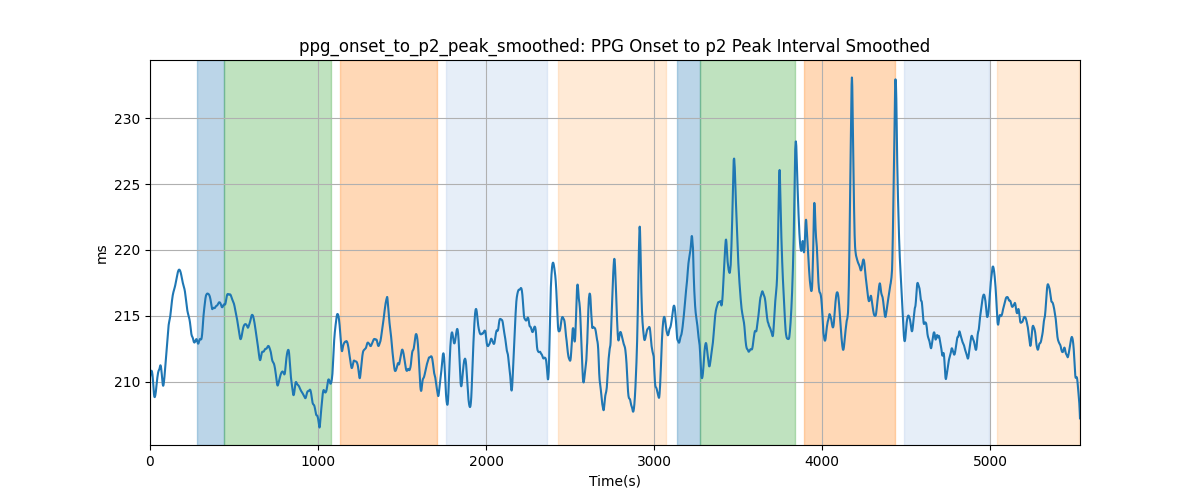 ppg_onset_to_p2_peak_smoothed: PPG Onset to p2 Peak Interval Smoothed
230
225
220
215
210
ms
0 1000 2000 3000 4000 5000
Time(s)